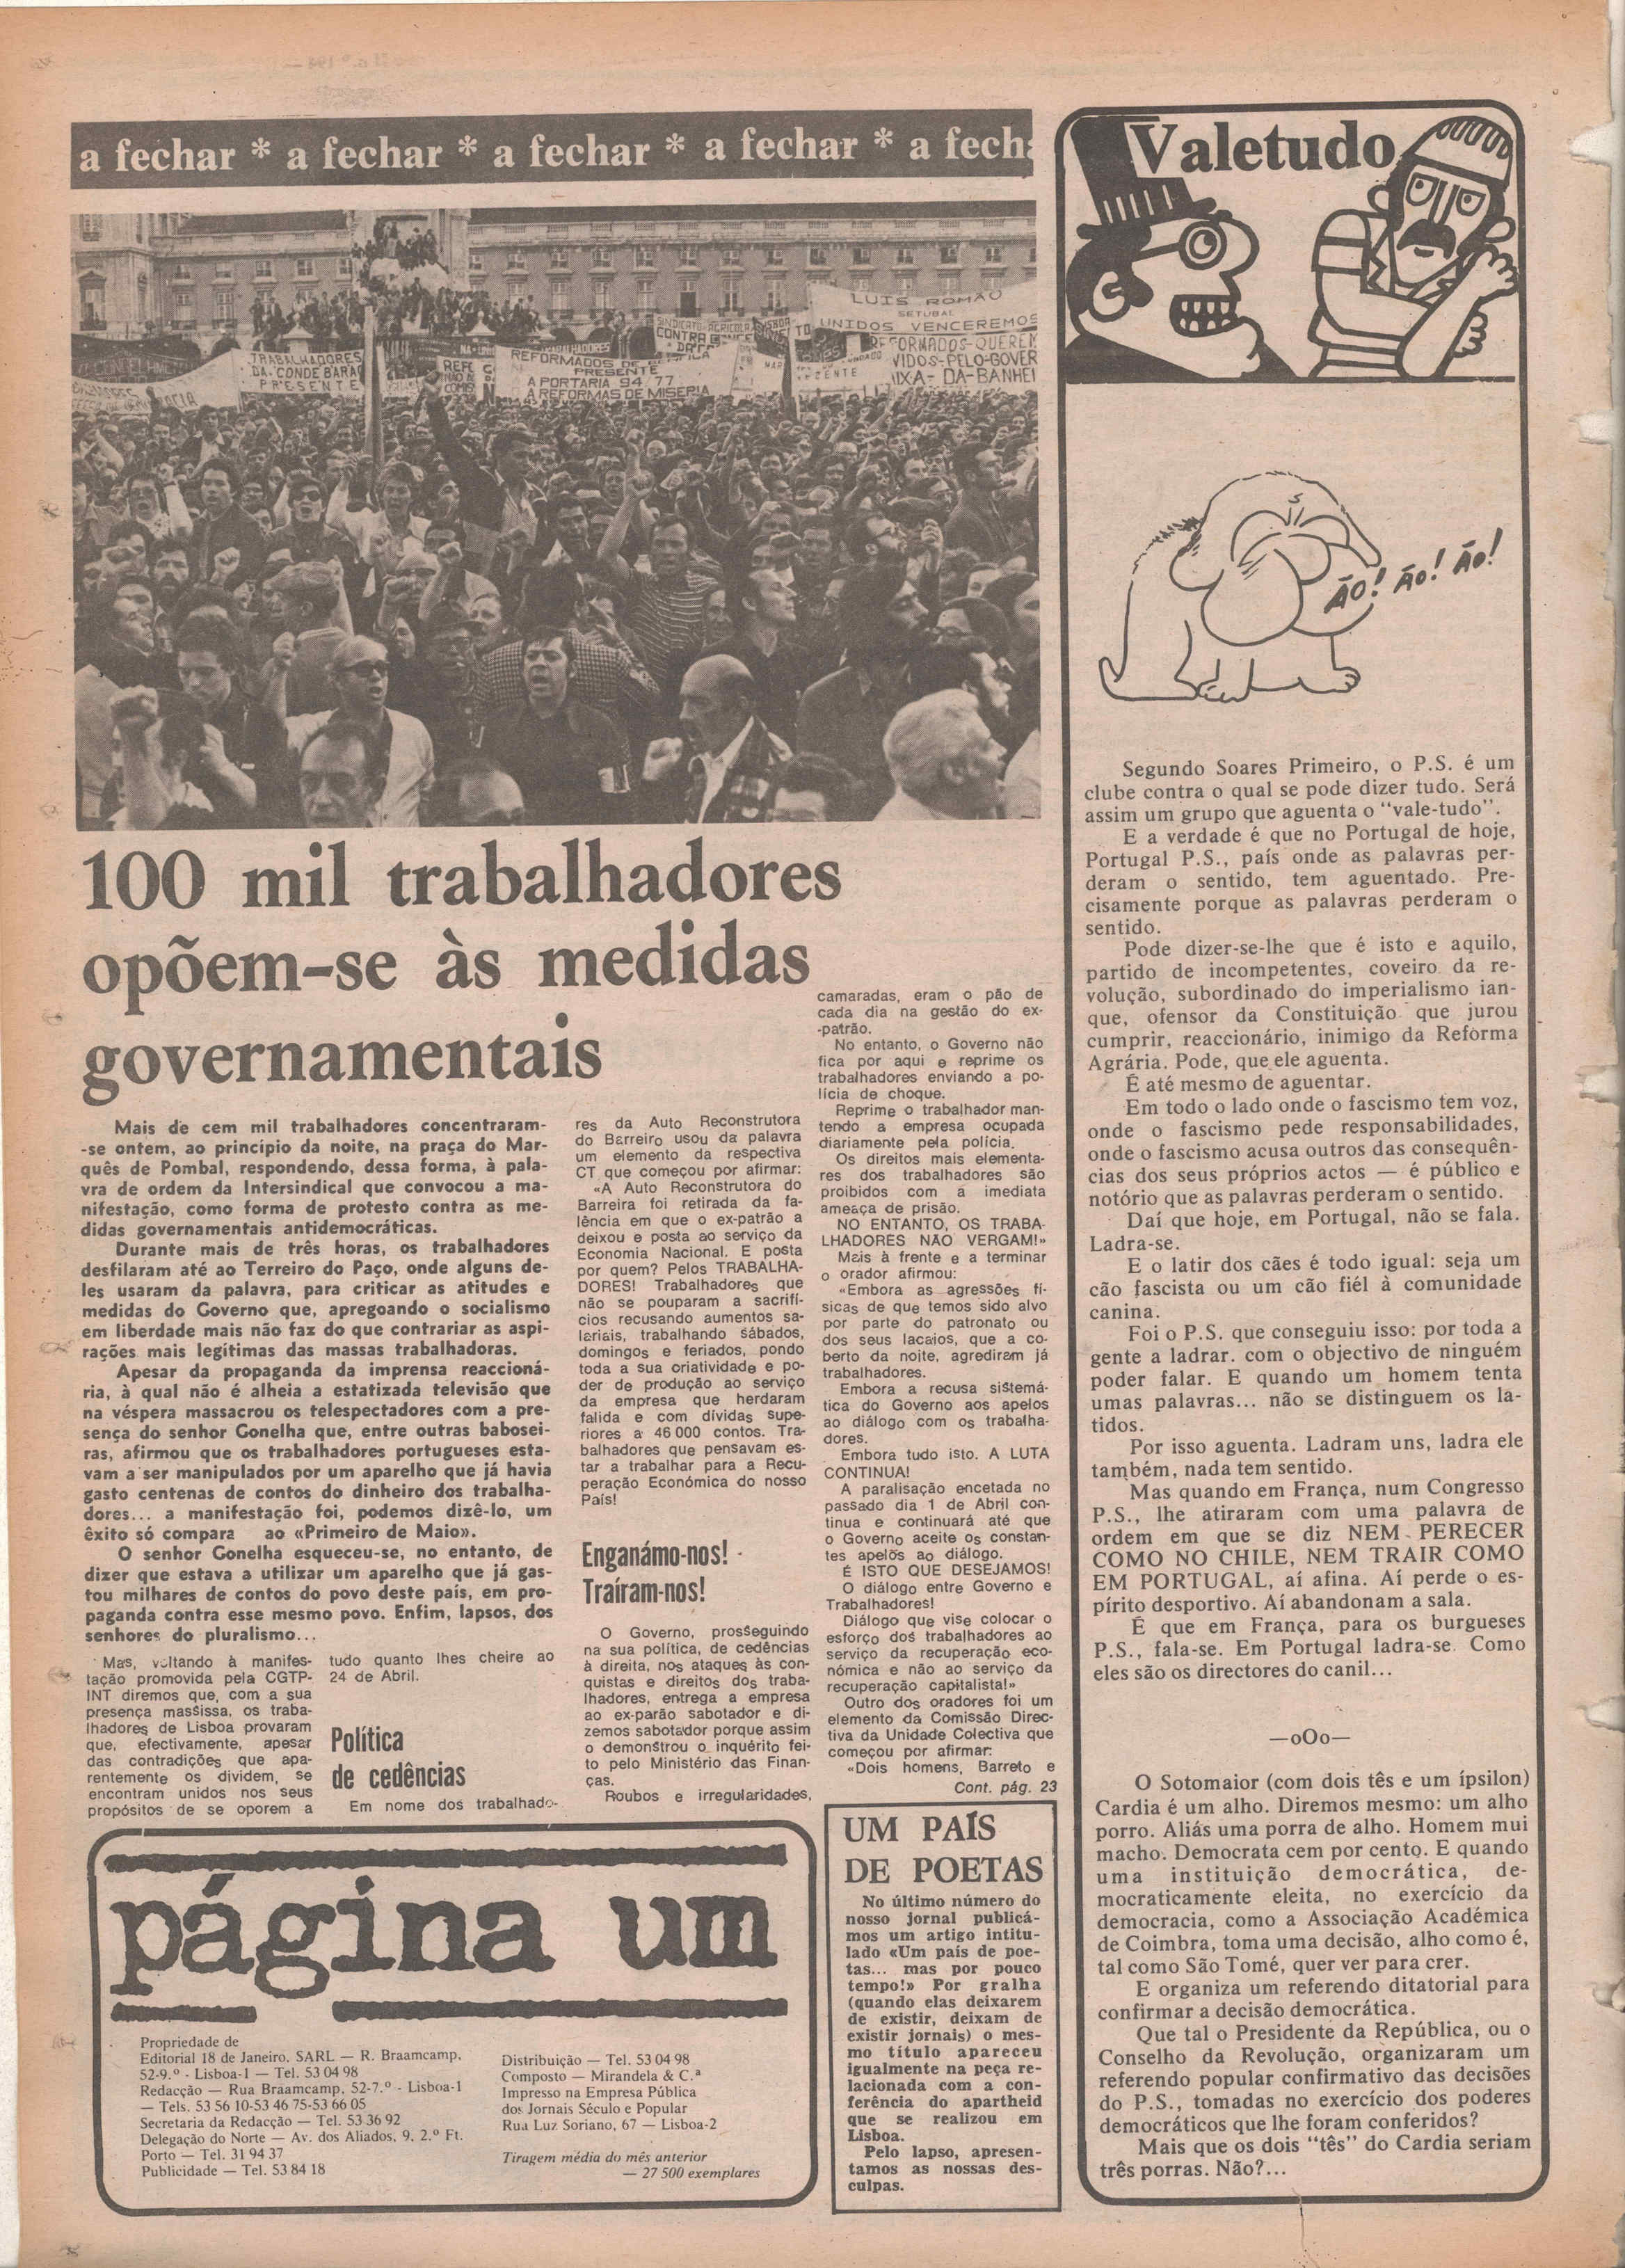 a fechar * a fechar * a fechar * a fechar * a fech
LUIS ROMÃO
SETUBAL
UNIDOS VENCEREMOS
SINDICATO AGRICOLA
CONTRA
TRABALHADORES
DA CONDE BARA
PRESENTE
REFORMADOS DE BENFICA
PRESENTE
A PORTARIA 94/77
A REFORMAS DE MISERIA
REFORMADOS-QUEREM
VIDOS-PELO-GOVER
IXA-DA-BANHEI
100 mil trabalhadores
opõem-se às medidas
governamentais
Mais de cem mil trabalhadores concentraram-
-se ontem, ao princípio da noite, na praça do Mar-
quês de Pombal, respondendo, dessa forma, à pala-
vra de ordem da Intersindical que convocou a ma-
nifestação, como forma de protesto contra as me-
didas governamentais antidemocráticas.
Durante mais de três horas, os trabalhadores
desfilaram até ao Terreiro do Paço, onde alguns de-
les usaram da palavra, para criticar as atitudes e
medidas do Governo que, apregoando o socialismo
em liberdade mais não faz do que contrariar as aspi-
rações mais legítimas das massas trabalhadoras.
Apesar da propaganda da imprensa reaccioná-
ria, à qual não é alheia a estatizada televisão que
na véspera massacrou os telespectadores com a pre-
sença do senhor Gonelha que, entre outras babosei-
ras, afirmou que os trabalhadores portugueses esta-
vam a ser manipulados por um aparelho que já havia
gasto centenas de contos do dinheiro dos trabalha-
dores... a manifestação foi, podemos dizê-lo, um
êxito só compara ao «Primeiro de Maio».
O senhor Gonelha esqueceu-se, no entanto, de
dizer que estava a utilizar um aparelho que já gas-
tou milhares de contos do povo deste país, em pro-
paganda contra esse mesmo povo. Enfim, lapsos, dos
senhores do pluralismo...
Mas, voltando à manifes-
tação promovida pela CGTP-
INT diremos que, com a sua
presença massissa, os traba-
lhadores de Lisboa provaram
que, efectivamente, apesar
das contradições que apa-
rentemente os dividem, se
encontram unidos nos seus
propósitos de se oporem a
tudo quanto lhes cheire ao
24 de Abril.
Política
de cedências
Em nome dos trabalhado-
res da Auto Reconstrutora
do Barreiro usou da palavra
um elemento da respectiva
CT que começou por afirmar:
«A Auto Reconstrutora do
Barreira foi retirada da fa-
lência em que o ex-patrão a
deixou e posta ao serviço da
Economia Nacional. E posta
por quem? Pelos TRABALHA-
DORES! Trabalhadores que
não se pouparam a sacrifí-
cios recusando aumentos sa-
lariais, trabalhando sábados,
domingos e feriados, pondo
toda a sua criatividade e po-
der de produção ao serviço
da empresa que herdaram
falida e com dívidas supe-
riores a 46 000 contos. Tra-
balhadores que pensavam es-
tar a trabalhar para a Recu-
peração Económica do nosso
País!
Enganámo-nos!
Traíram-nos!
O Governo, prosseguindo
na sua política, de cedências
à direita, nos ataques às con-
quistas e direitos dos traba-
lhadores, entrega a empresa
ao ex-parão sabotador e di-
zemos sabotador porque assim
o demonstrou o inquérito fei-
to pelo Ministério das Finan-
ças.
Roubos e irregularidades,
camaradas, eram o pão de
cada dia na gestão do ex-
-patrão.
No entanto, o Governo não
fica por aqui e reprime os
trabalhadores enviando a po-
lícia de choque.
Reprime o trabalhador man-
tendo a empresa ocupada
diariamente pela polícia.
Os direitos mais elementa-
res dos trabalhadores são
proibidos com a imediata
ameaça de prisão.
NO ENTANTO, OS TRABA-
LHADORES NÃO VERGAM!»
Mais à frente e a terminar
o orador afirmou:
«Embora as agressões fí-
sicas de que temos sido alvo
por parte do patronato ou
dos seus lacaios, que a co-
berto da noite, agrediram já
trabalhadores.
Embora a recusa sistemá-
tica do Governo aos apelos
ao diálogo com os trabalha-
dores.
Embora tudo isto. A LUTA
CONTINUA!
A paralisação encetada no
passado dia 1 de Abril con-
tinua e continuará até que
o Governo aceite os constan-
tes apelos ao diálogo.
É ISTO QUE DESEJAMOS!
O diálogo entre Governo e
Trabalhadores!
Diálogo que vise colocar o
esforço dos trabalhadores ao
serviço da recuperação eco-
nómica e não ao serviço da
recuperação capitalista!»
Outro dos oradores foi um
elemento da Comissão Direc-
tiva da Unidade Colectiva que
começou por afirmar:
«Dois homens, Barreto e
Cont. pág. 23
página um
Propriedade de
Editorial 18 de Janeiro. SARL — R. Braamcamp,
52-9.º - Lisboa-1 — Tel. 53 04 98
Redacção — Rua Braamcamp, 52-7.º - Lisboa-1
— Tels. 53 56 10-53 46 75-53 66 05
Secretaria da Redacção — Tel. 53 36 92
Delegação do Norte — Av. dos Aliados, 9, 2.º Ft.
Porto — Tel. 31 94 37
Publicidade — Tel. 53 84 18
Distribuição — Tel. 53 04 98
Composto — Mirandela & C.ª
Impresso na Empresa Pública
dos Jornais Século e Popular
Rua Luz Soriano, 67 — Lisboa-2
Tiragem média do mês anterior
— 27 500 exemplares
UM PAÍS
DE POETAS
No último número do
nosso jornal publicá-
mos um artigo intitu-
lado «Um país de poe-
tas... mas por pouco
tempo!» Por gralha
(quando elas deixarem
de existir, deixam de
existir jornais) o mes-
mo título apareceu
igualmente na peça re-
lacionada com a con-
ferência do apartheid
que se realizou em
Lisboa.
Pelo lapso, apresen-
tamos as nossas des-
culpas.
Valetudo
ÃO! ÃO! ÃO!
Segundo Soares Primeiro, o P.S. é um
clube contra o qual se pode dizer tudo. Será
assim um grupo que aguenta o "vale-tudo".
E a verdade é que no Portugal de hoje,
Portugal P.S., país onde as palavras per-
deram o sentido, tem aguentado. Pre-
cisamente porque as palavras perderam o
sentido.
Pode dizer-se-lhe que é isto e aquilo,
partido de incompetentes, coveiro da re-
volução, subordinado do imperialismo ian-
que, ofensor da Constituição que jurou
cumprir, reaccionário, inimigo da Reforma
Agrária. Pode, que ele aguenta.
É até mesmo de aguentar.
Em todo o lado onde o fascismo tem voz,
onde o fascismo pede responsabilidades,
onde o fascismo acusa outros das consequên-
cias dos seus próprios actos — é público e
notório que as palavras perderam o sentido.
Daí que hoje, em Portugal, não se fala.
Ladra-se.
E o latir dos cães é todo igual: seja um
cão fascista ou um cão fiél à comunidade
canina.
Foi o P.S. que conseguiu isso: por toda a
gente a ladrar. com o objectivo de ninguém
poder falar. E quando um homem tenta
umas palavras... não se distinguem os la-
tidos.
Por isso aguenta. Ladram uns, ladra ele
também, nada tem sentido.
Mas quando em França, num Congresso
P.S., lhe atiraram com uma palavra de
ordem em que se diz NEM PERECER
COMO NO CHILE, NEM TRAIR COMO
EM PORTUGAL, aí afina. Aí perde o es-
pírito desportivo. Aí abandonam a sala.
É que em França, para os burgueses
P.S., fala-se. Em Portugal ladra-se. Como
eles são os directores do canil...
—oOo—
O Sotomaior (com dois tês e um ípsilon)
Cardia é um alho. Diremos mesmo: um alho
porro. Aliás uma porra de alho. Homem mui
macho. Democrata cem por cento. E quando
uma instituição democrática, de-
mocraticamente eleita, no exercício da
democracia, como a Associação Académica
de Coimbra, toma uma decisão, alho como é,
tal como São Tomé, quer ver para crer.
E organiza um referendo ditatorial para
confirmar a decisão democrática.
Que tal o Presidente da República, ou o
Conselho da Revolução, organizaram um
referendo popular confirmativo das decisões
do P.S., tomadas no exercício dos poderes
democráticos que lhe foram conferidos?
Mais que os dois "tês" do Cardia seriam
três porras. Não?...